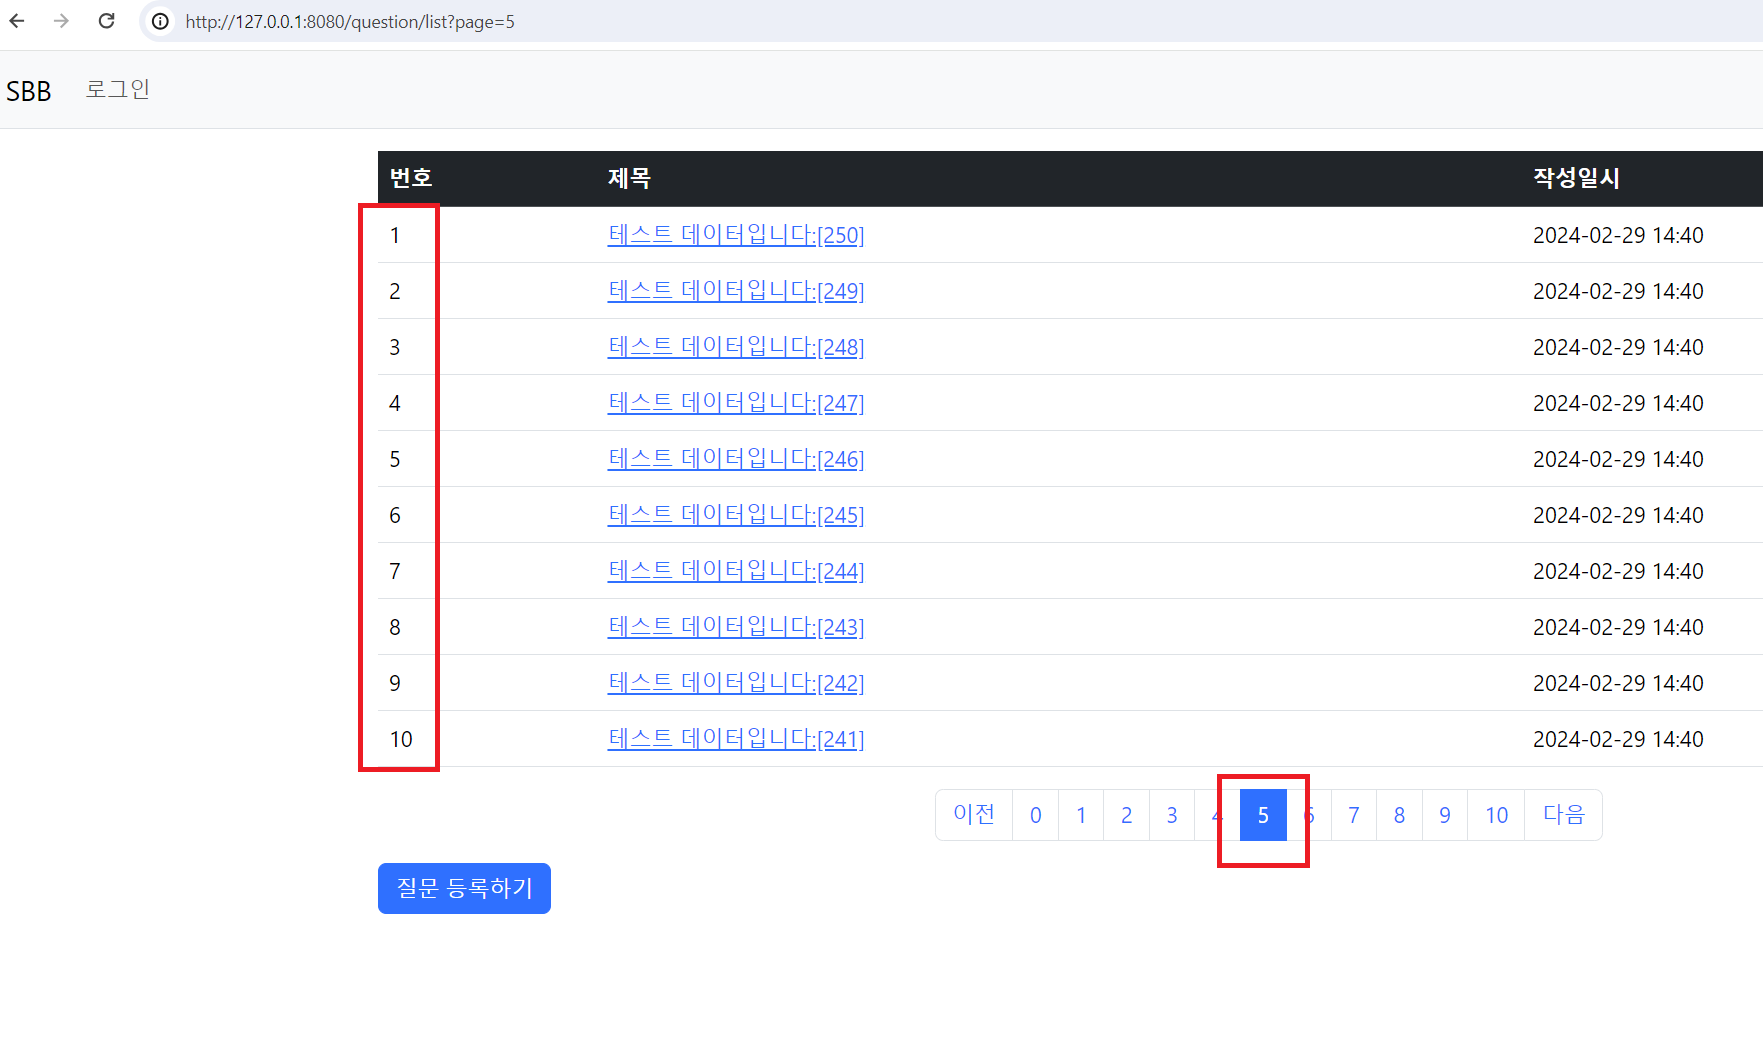 http://127.0.0.1:8080/question/list?page=5
SBB 로그인
번호 제목 작성일시
1 테스트 데이터입니다:[250] 2024-02-29 14:40
2 테스트 데이터입니다:[249] 2024-02-29 14:40
3 테스트 데이터입니다:[248] 2024-02-29 14:40
4 테스트 데이터입니다:[247] 2024-02-29 14:40
5 테스트 데이터입니다:[246] 2024-02-29 14:40
6 테스트 데이터입니다:[245] 2024-02-29 14:40
7 테스트 데이터입니다:[244] 2024-02-29 14:40
8 테스트 데이터입니다:[243] 2024-02-29 14:40
9 테스트 데이터입니다:[242] 2024-02-29 14:40
10 테스트 데이터입니다:[241] 2024-02-29 14:40
이전 0 1 2 3 4 5 6 7 8 9 10 다음
질문 등록하기